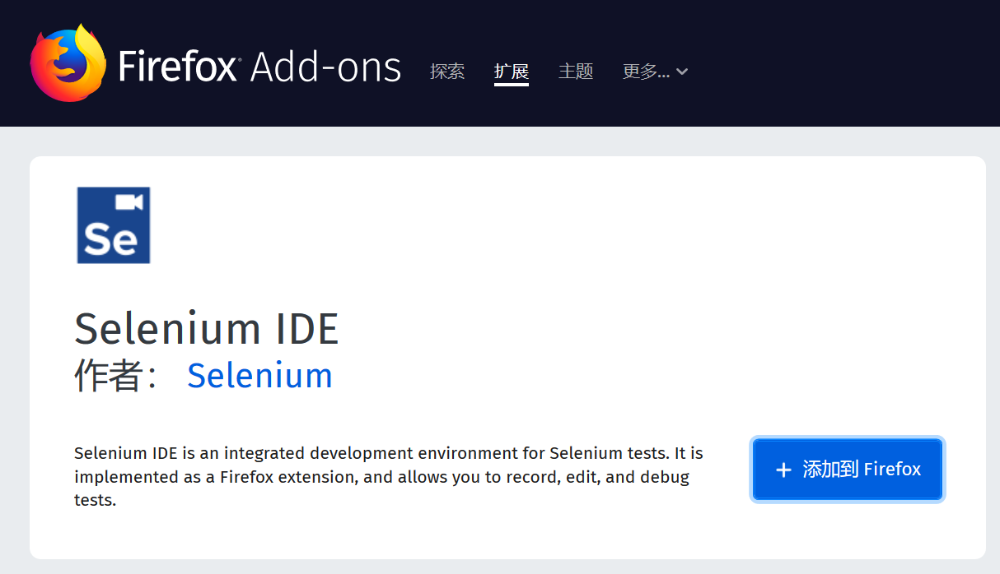 Firefox Add-ons 探索 扩展 主题 更多...
Se
Selenium IDE
作者： Selenium
Selenium IDE is an integrated development environment for Selenium tests. It is
implemented as a Firefox extension, and allows you to record, edit, and debug
tests.
+ 添加到 Firefox